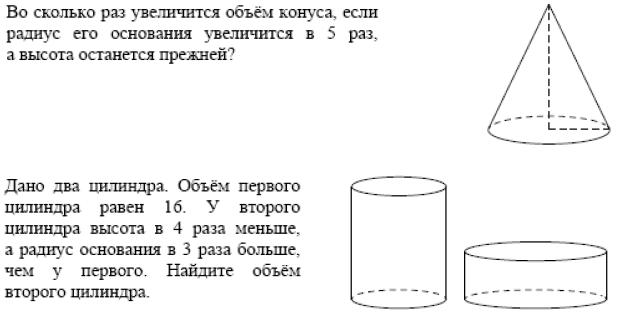 Во сколько раз увеличится объём конуса, если
радиус его основания увеличится в 5 раз,
а высота останется прежней?
Дано два цилиндра. Объём первого
цилиндра равен 16. У второго
цилиндра высота в 4 раза меньше,
а радиус основания в 3 раза больше,
чем у первого. Найдите объём
второго цилиндра.